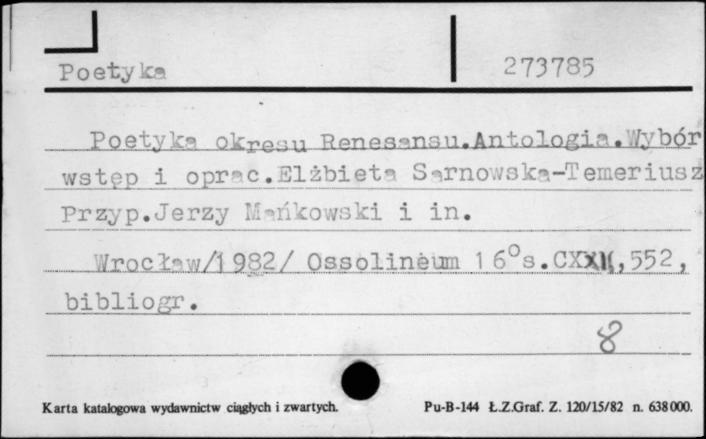 Poetyka 273785
Poetyka okresu Renesansu.Antologia.Wybór
wstęp i oprac.Elżbieta Sarnowska-Temeriusz
Przyp.Jerzy Mańkowski i in.
Wrocław/1982/ Ossolineum 16°s.CXXII,552,
bibliogr.
8
Karta katalogowa wydawnictw ciągłych i zwartych. Pu-B-144 Ł.Z.Graf. Z. 120/15/82 n. 638000.